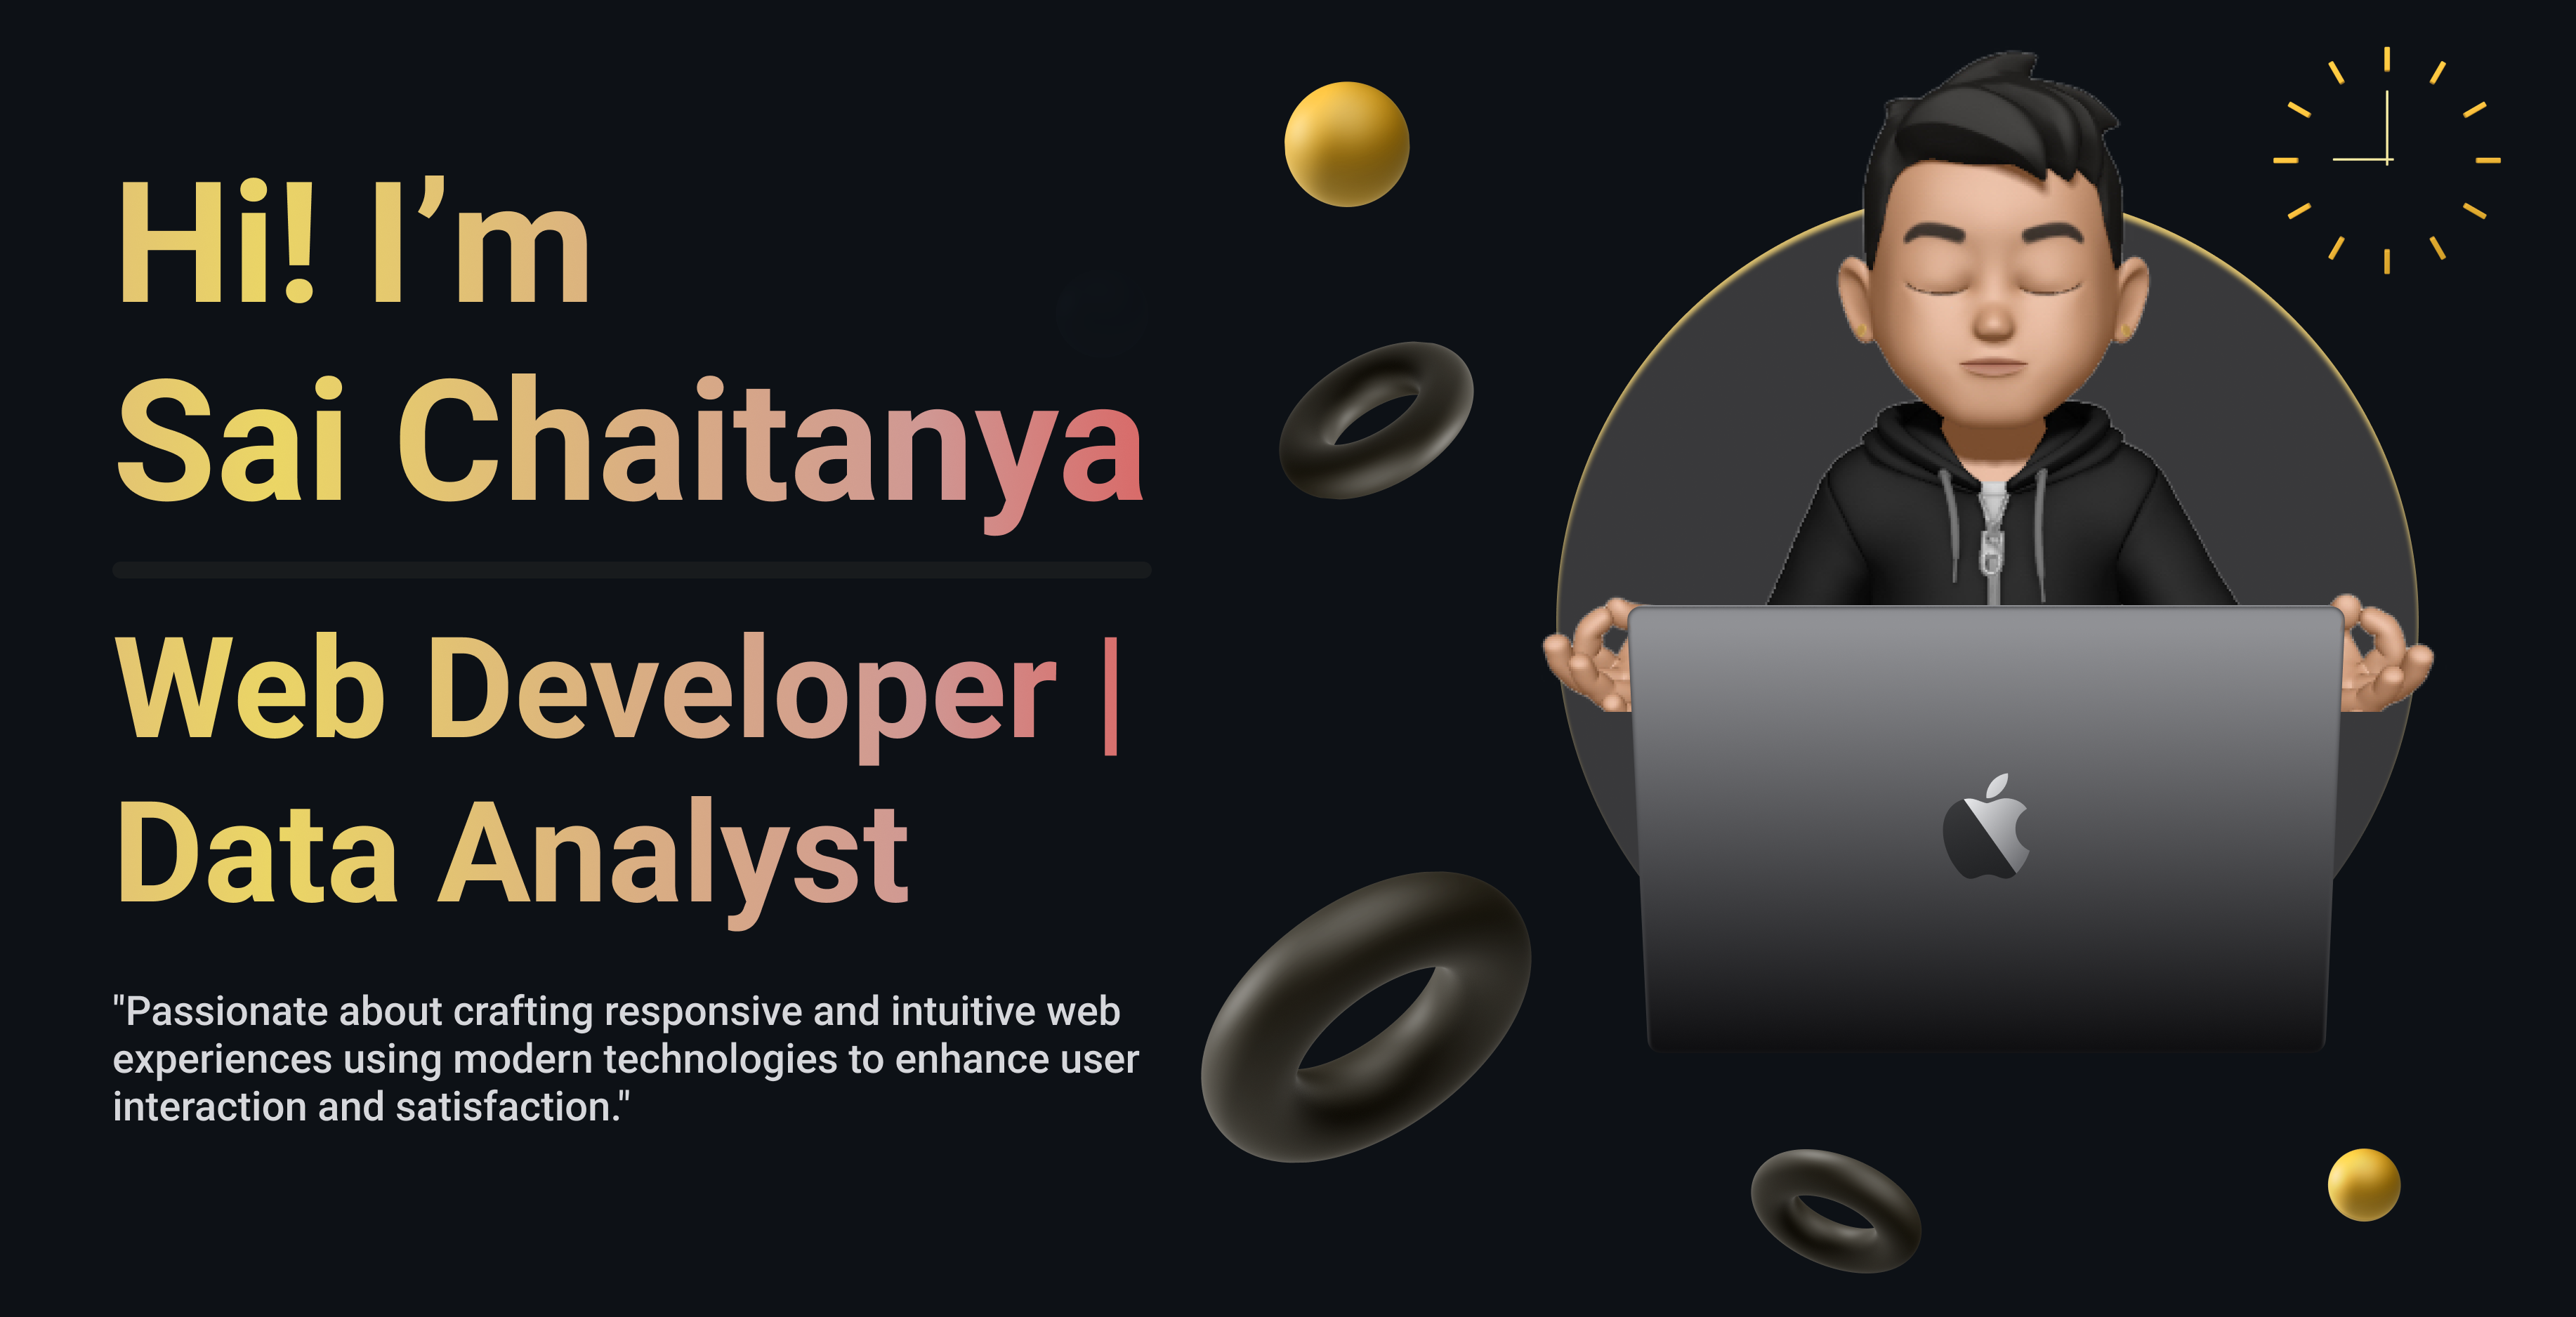 Hi! I’m
Sai Chaitanya
Web Developer |
Data Analyst
"Passionate about crafting responsive and intuitive web
experiences using modern technologies to enhance user
interaction and satisfaction."